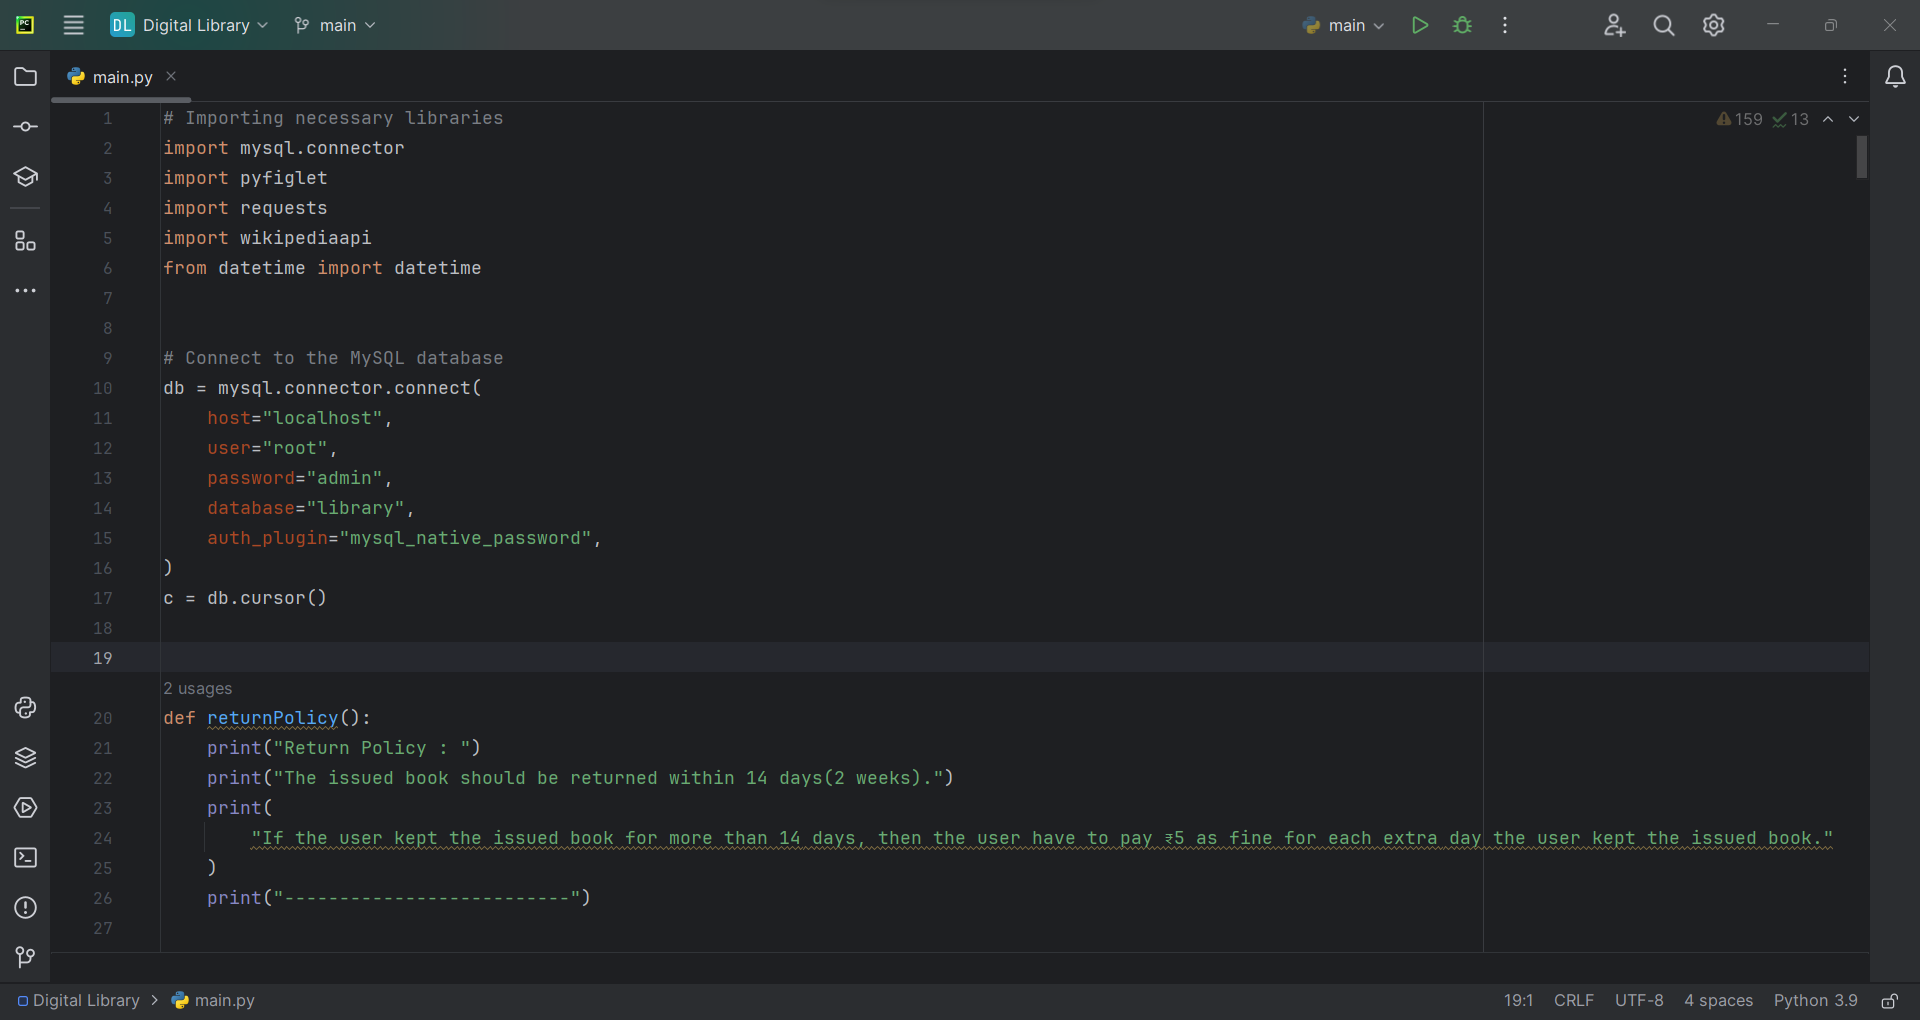 PC
DL Digital Library main main
main.py
159 13
1 # Importing necessary libraries
2 import mysql.connector
3 import pyfiglet
4 import requests
5 import wikipediaapi
6 from datetime import datetime
7
8
9 # Connect to the MySQL database
10 db = mysql.connector.connect(
11     host="localhost",
12     user="root",
13     password="admin",
14     database="library",
15     auth_plugin="mysql_native_password",
16 )
17 c = db.cursor()
18
19
2 usages
20 def returnPolicy():
21     print("Return Policy : ")
22     print("The issued book should be returned within 14 days(2 weeks).")
23     print(
24         "If the user kept the issued book for more than 14 days, then the user have to pay ₹5 as fine for each extra day the user kept the issued book."
25     )
26     print("--------------------------")
27
Digital Library > main.py 19:1 CRLF UTF-8 4 spaces Python 3.9